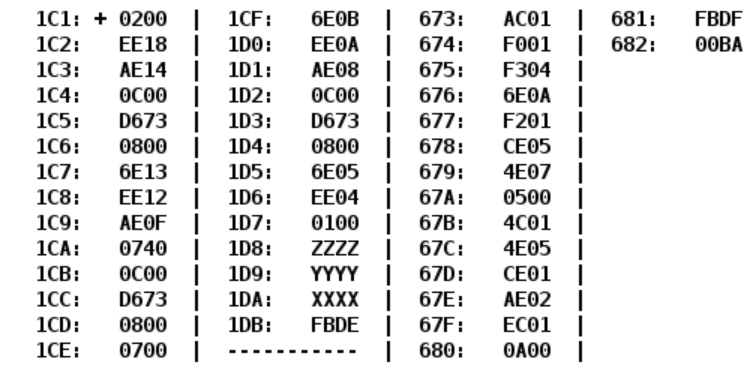 1C1: + 0200 | 1CF: 6E0B | 673: AC01 | 681: FBDF
1C2: EE18 | 1D0: EE0A | 674: F001 | 682: 00BA
1C3: AE14 | 1D1: AE08 | 675: F304 |
1C4: 0C00 | 1D2: 0C00 | 676: 6E0A |
1C5: D673 | 1D3: D673 | 677: F201 |
1C6: 0800 | 1D4: 0800 | 678: CE05 |
1C7: 6E13 | 1D5: 6E05 | 679: 4E07 |
1C8: EE12 | 1D6: EE04 | 67A: 0500 |
1C9: AE0F | 1D7: 0100 | 67B: 4C01 |
1CA: 0740 | 1D8: ZZZZ | 67C: 4E05 |
1CB: 0C00 | 1D9: YYYY | 67D: CE01 |
1CC: D673 | 1DA: XXXX | 67E: AE02 |
1CD: 0800 | 1DB: FBDE | 67F: EC01 |
1CE: 0700 | ----------- | 680: 0A00 |